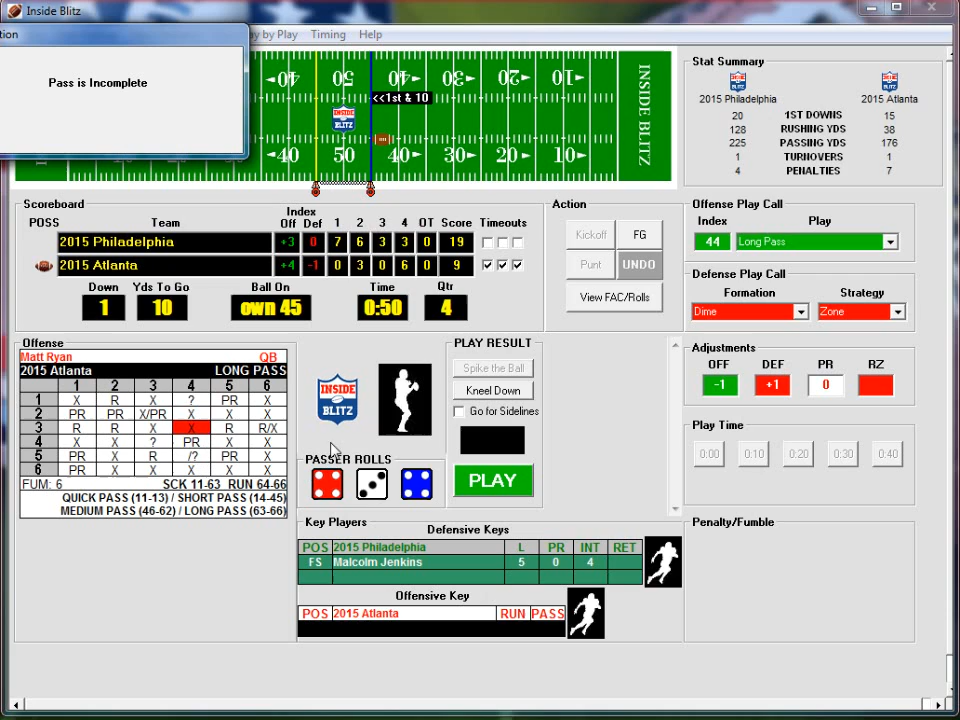 Inside Blitz
tion
ay by Play Timing Help
Pass is Incomplete
40 50 40 30 20 10
<<1st & 10
INSIDE BLITZ
40 50 40 30 20 10
INSIDE BLITZ
Stat Summary
2015 Philadelphia 2015 Atlanta
20 1ST DOWNS 15
128 RUSHING YDS 38
225 PASSING YDS 176
1 TURNOVERS 1
4 PENALTIES 7
Scoreboard
Index
POSS Team Off Def 1 2 3 4 OT Score Timeouts
2015 Philadelphia +3 0 7 6 3 3 0 19
2015 Atlanta +4 -1 0 3 0 6 0 9
Down Yds To Go Ball On Time Qtr
1 10 own 45 0:50 4
Action
Kickoff FG
Punt UNDO
View FAC/Rolls
Offense Play Call
Index Play
44 Long Pass
Defense Play Call
Formation Strategy
Dime Zone
Adjustments
OFF DEF PR RZ
-1 +1 0
Play Time
0:00 0:10 0:20 0:30 0:40
Penalty/Fumble
Offense
Matt Ryan QB
2015 Atlanta LONG PASS
1 2 3 4 5 6
1 X R X ? X X
2 PR PR X/PR X X X
3 R R X X R R/X
4 X X ? PR X X
5 PR X R /? PR X
6 PR X X X X X
FUM: 6 SCK 11-63 RUN 64-66
QUICK PASS (11-13) / SHORT PASS (14-45)
MEDIUM PASS (46-62) / LONG PASS (63-66)
INSIDE BLITZ
PASSER ROLLS
PLAY RESULT
Spike the Ball
Kneel Down
Go for Sidelines
PLAY
Key Players
Defensive Keys
POS 2015 Philadelphia L PR INT RET
FS Malcolm Jenkins 5 0 4
Offensive Key
POS 2015 Atlanta RUN PASS